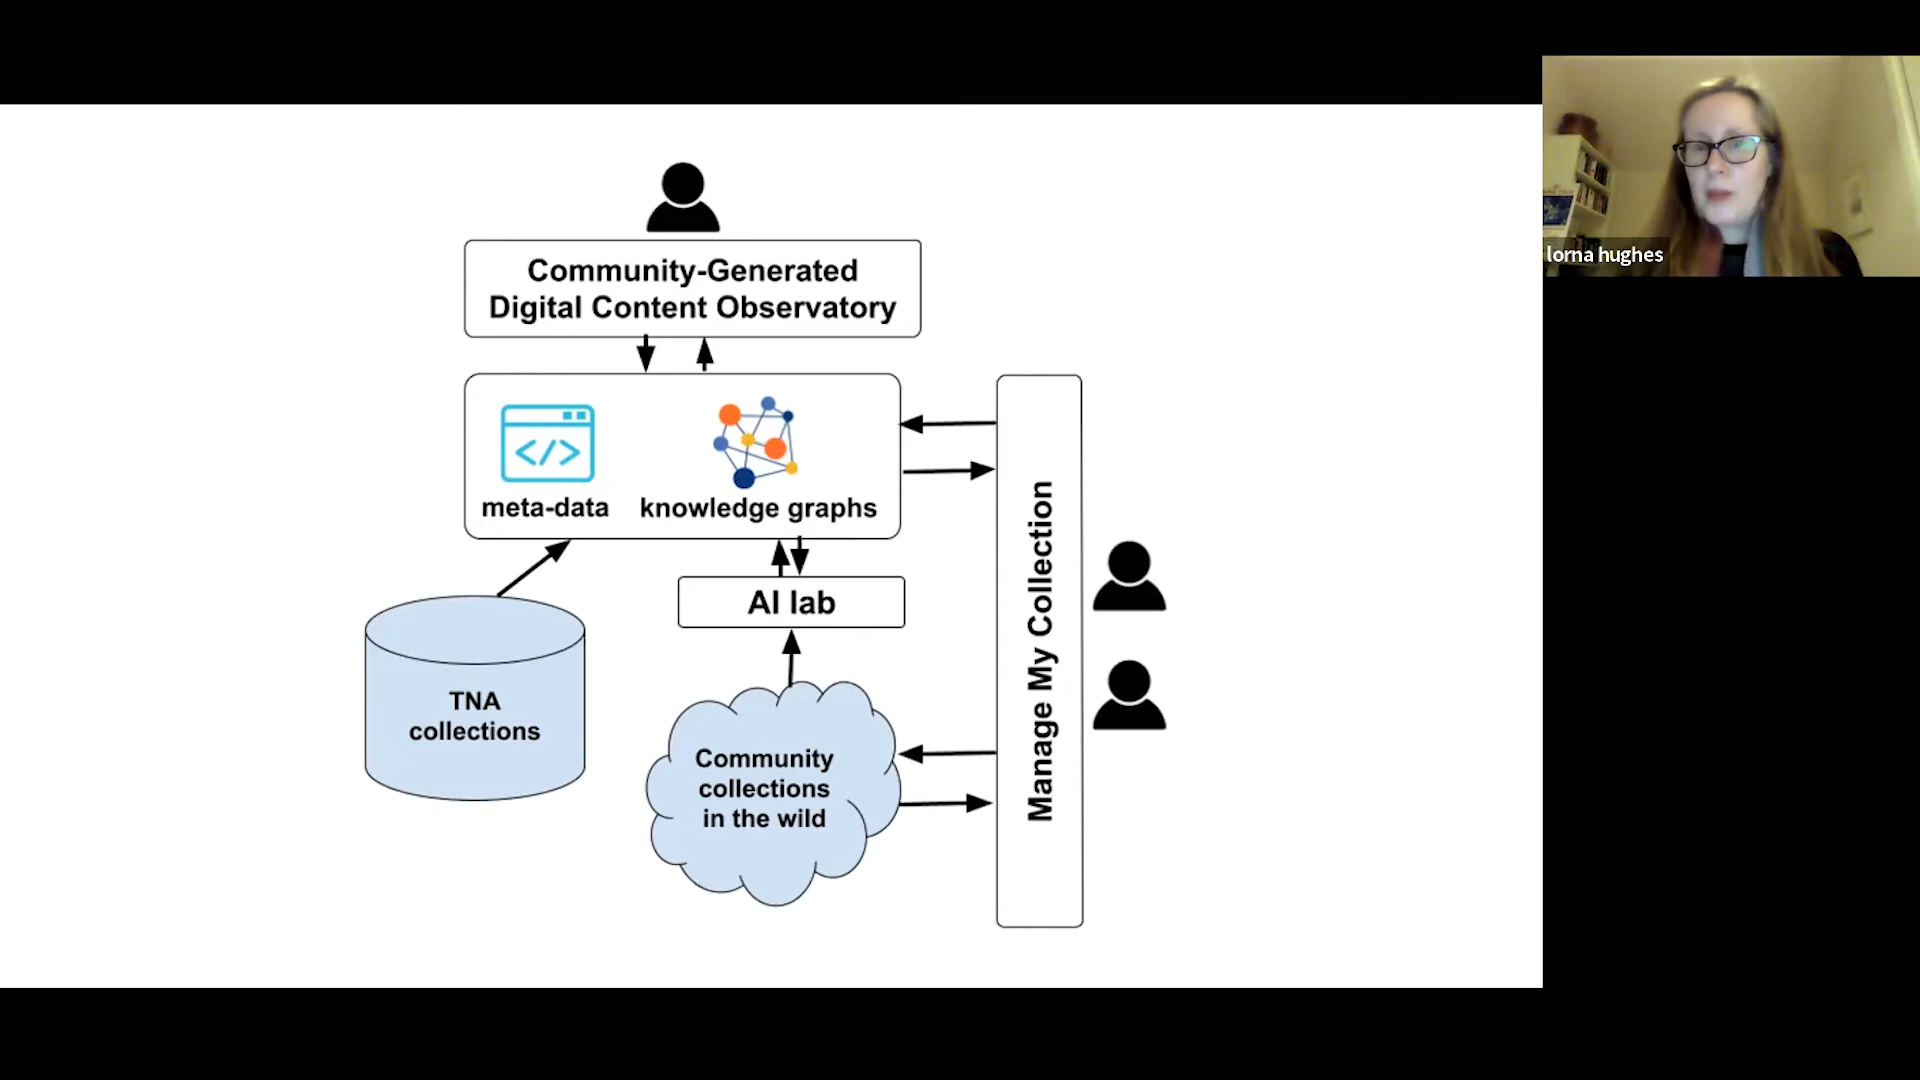 lorna hughes
Community-Generated
Digital Content Observatory
</>
meta-data
knowledge graphs
AI lab
TNA
collections
Community
collections
in the wild
Manage My Collection